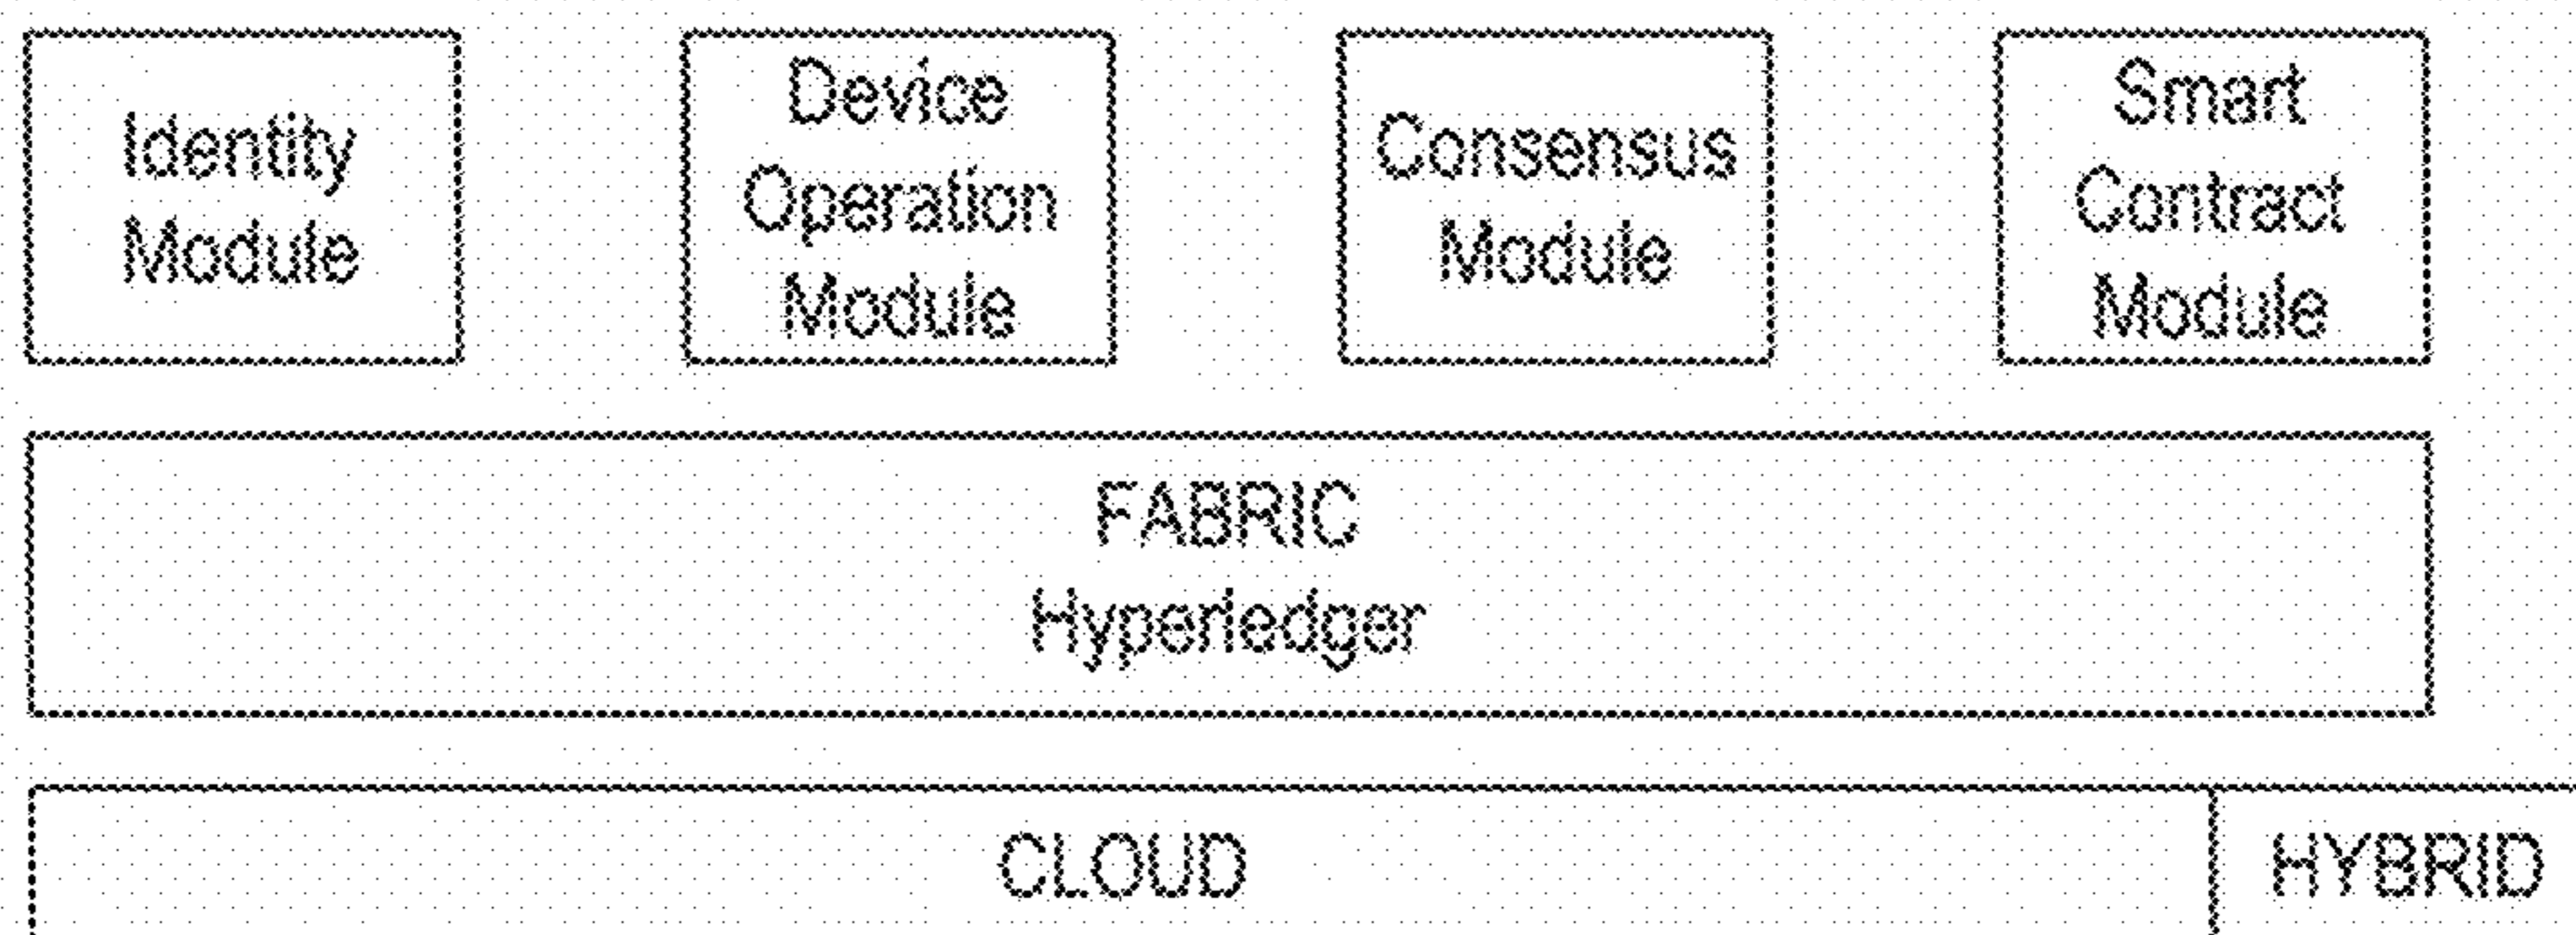 Identity
Module
Device
Operation
Module
Consensus
Module
Smart
Contract
Module
FABRIC
Hyperledger
CLOUD
HYBRID